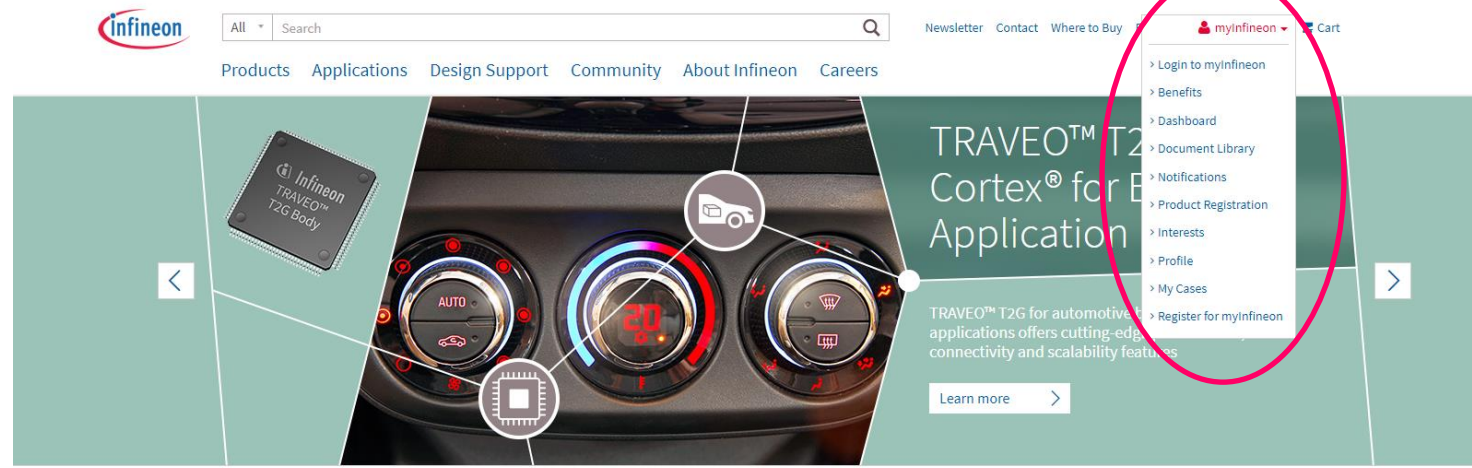 infineon
All
Search
Newsletter Contact Where to Buy
myInfineon
Cart
Products Applications Design Support Community About Infineon Careers
> Login to myInfineon
> Benefits
> Dashboard
> Document Library
> Notifications
> Product Registration
> Interests
> Profile
> My Cases
> Register for myInfineon
Infineon
TRAVEO™
T2G Body
AUTO
20
TRAVEO™ T2
Cortex® for
Application
TRAVEO™ T2G for automotive
applications offers cutting-edg
connectivity and scalability features
Learn more